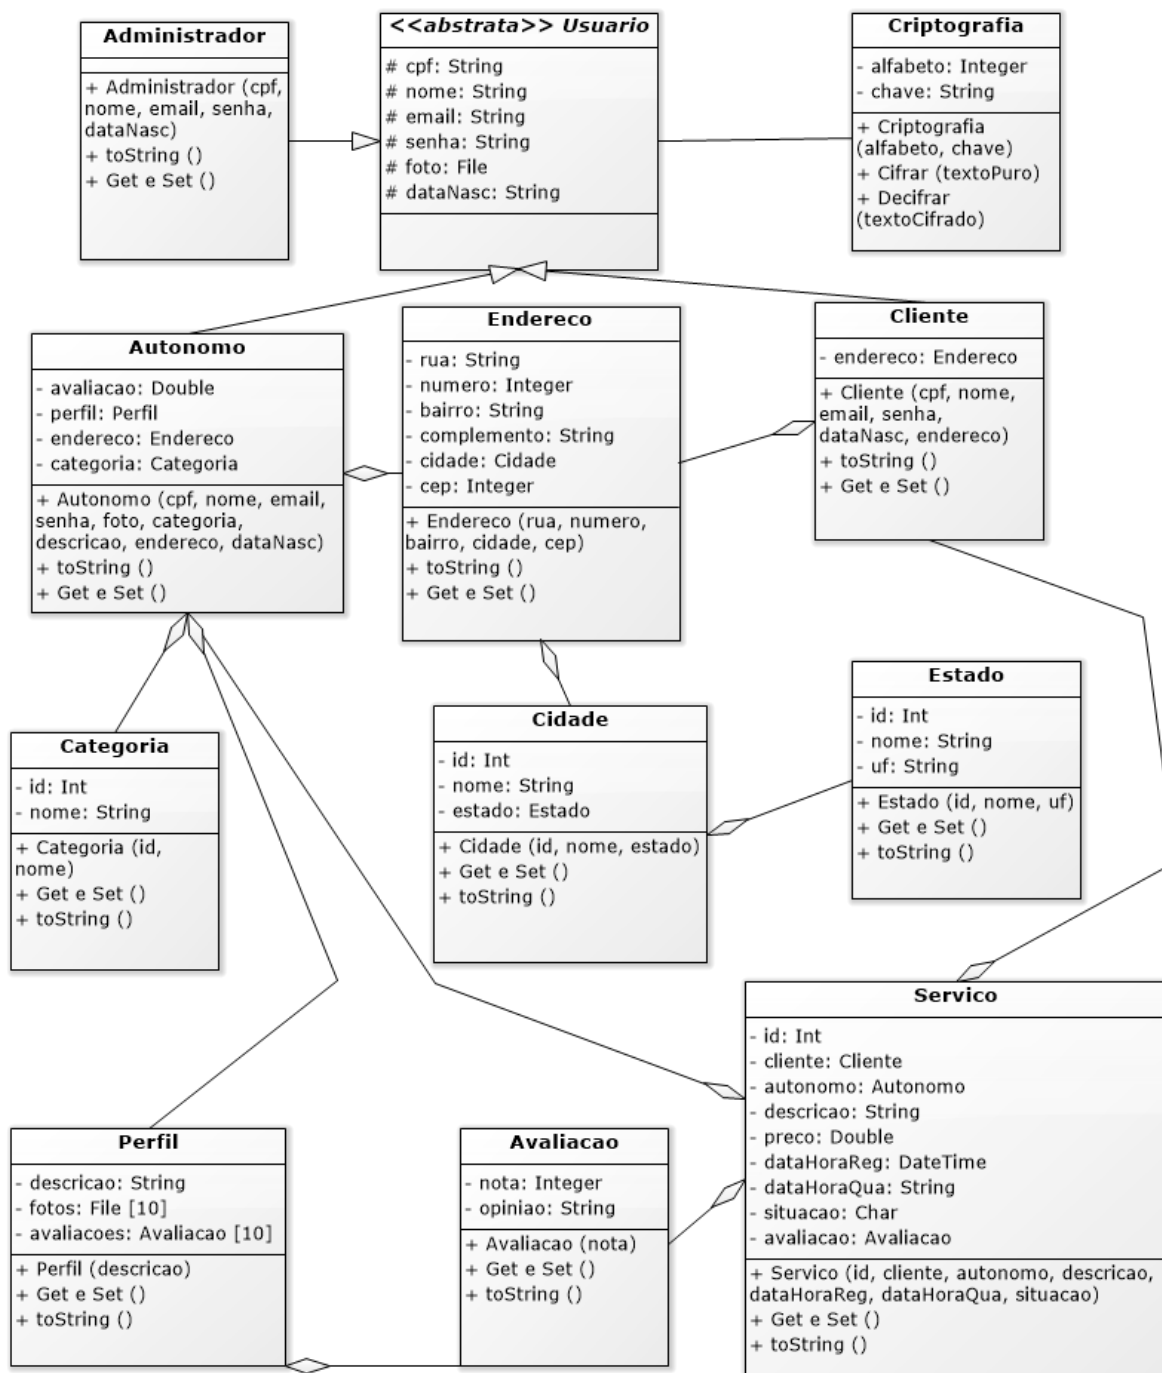 Administrador
+ Administrador (cpf,
nome, email, senha,
dataNasc)
+ toString ()
+ Get e Set ()
<<abstrata>> Usuario
# cpf: String
# nome: String
# email: String
# senha: String
# foto: File
# dataNasc: String
Criptografia
- alfabeto: Integer
- chave: String
+ Criptografia
(alfabeto, chave)
+ Cifrar (textoPuro)
+ Decifrar
(textoCifrado)
Autonomo
- avaliacao: Double
- perfil: Perfil
- endereco: Endereco
- categoria: Categoria
+ Autonomo (cpf, nome, email,
senha, foto, categoria,
descricao, endereco, dataNasc)
+ toString ()
+ Get e Set ()
Endereco
- rua: String
- numero: Integer
- bairro: String
- complemento: String
- cidade: Cidade
- cep: Integer
+ Endereco (rua, numero,
bairro, cidade, cep)
+ toString ()
+ Get e Set ()
Cliente
- endereco: Endereco
+ Cliente (cpf, nome,
email, senha,
dataNasc, endereco)
+ toString ()
+ Get e Set ()
Categoria
- id: Int
- nome: String
+ Categoria (id,
nome)
+ Get e Set ()
+ toString ()
Cidade
- id: Int
- nome: String
- estado: Estado
+ Cidade (id, nome, estado)
+ Get e Set ()
+ toString ()
Estado
- id: Int
- nome: String
- uf: String
+ Estado (id, nome, uf)
+ Get e Set ()
+ toString ()
Perfil
- descricao: String
- fotos: File [10]
- avaliacoes: Avaliacao [10]
+ Perfil (descricao)
+ Get e Set ()
+ toString ()
Avaliacao
- nota: Integer
- opiniao: String
+ Avaliacao (nota)
+ Get e Set ()
+ toString ()
Servico
- id: Int
- cliente: Cliente
- autonomo: Autonomo
- descricao: String
- preco: Double
- dataHoraReg: DateTime
- dataHoraQua: String
- situacao: Char
- avaliacao: Avaliacao
+ Servico (id, cliente, autonomo, descricao,
dataHoraReg, dataHoraQua, situacao)
+ Get e Set ()
+ toString ()